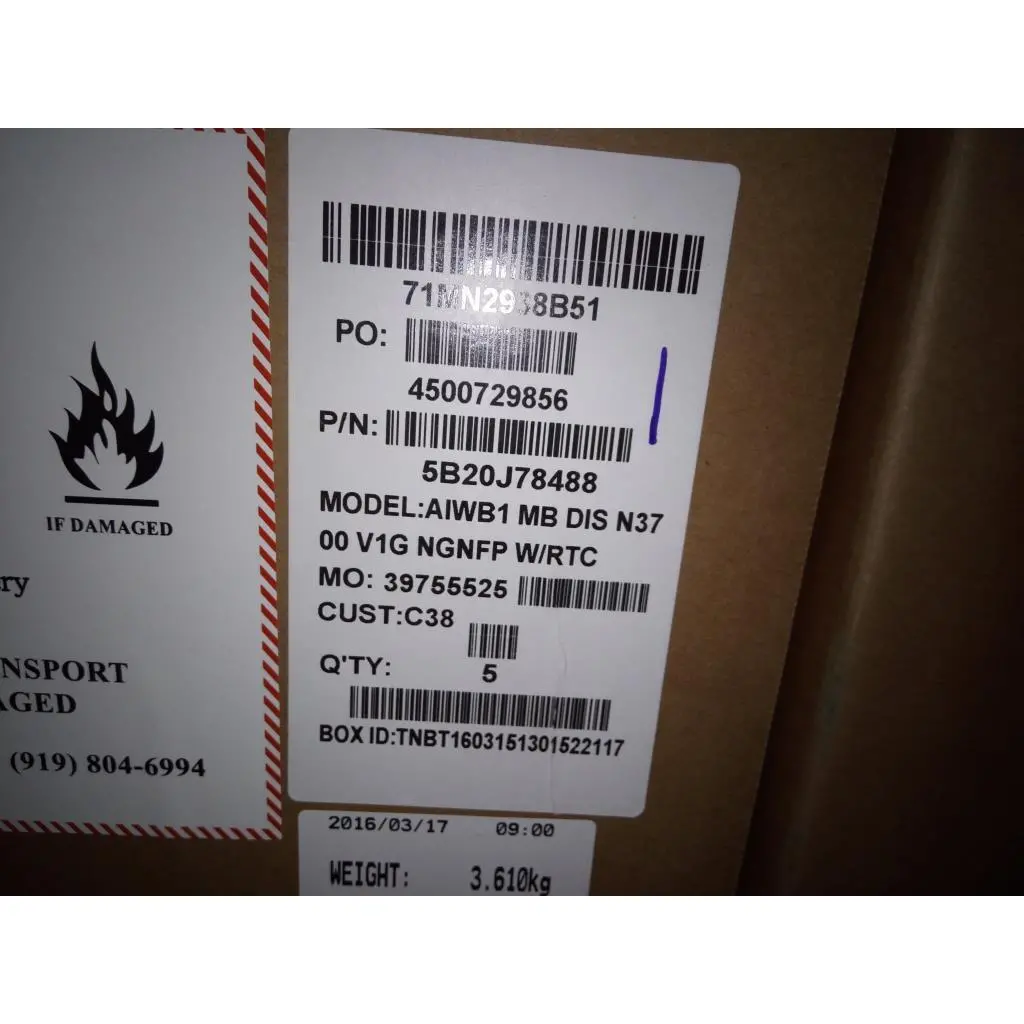 71MN2938B51
PO:
4500729856
P/N:
5B20J78488
MODEL:AIWB1 MB DIS N37
00 V1G NGNFP W/RTC
MO: 39755525
CUST:C38
Q'TY:
5
BOX ID:TNBT1603151301522117
2016/03/17 09:00
WEIGHT: 3.610kg
IF DAMAGED
ry
NSPORT
AGED
(919) 804-6994